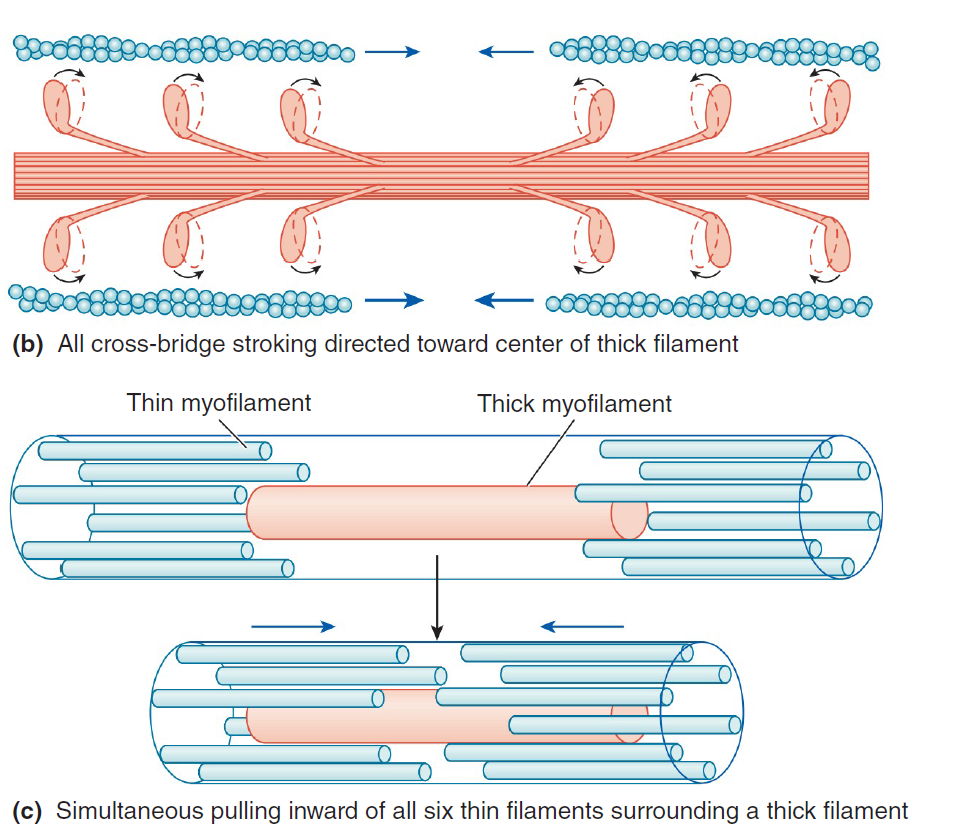 (b) All cross-bridge stroking directed toward center of thick filament
Thin myofilament
Thick myofilament
(c) Simultaneous pulling inward of all six thin filaments surrounding a thick filament